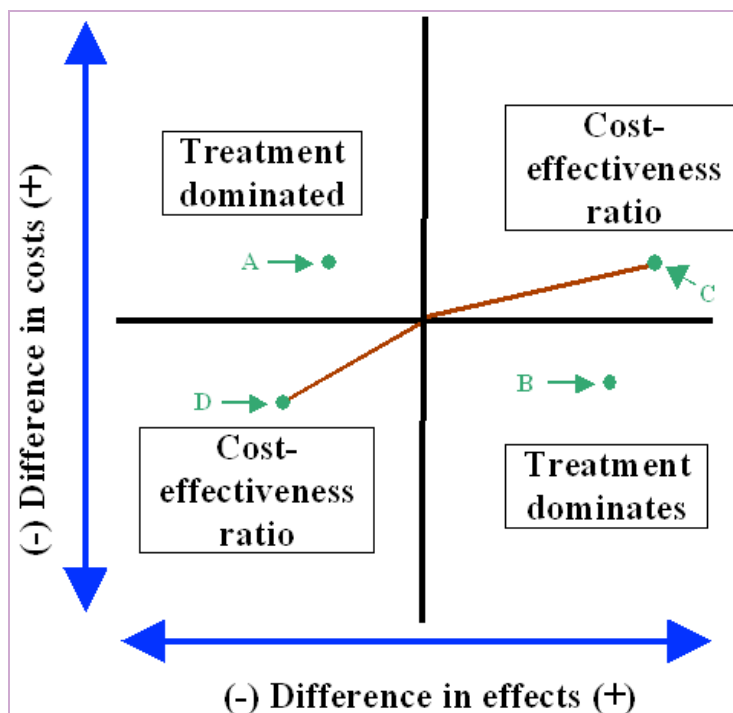 Treatment
dominated
Cost-
effectiveness
ratio
A
C
B
D
Cost-
effectiveness
ratio
Treatment
dominates
(-) Difference in costs (+)
(-) Difference in effects (+)